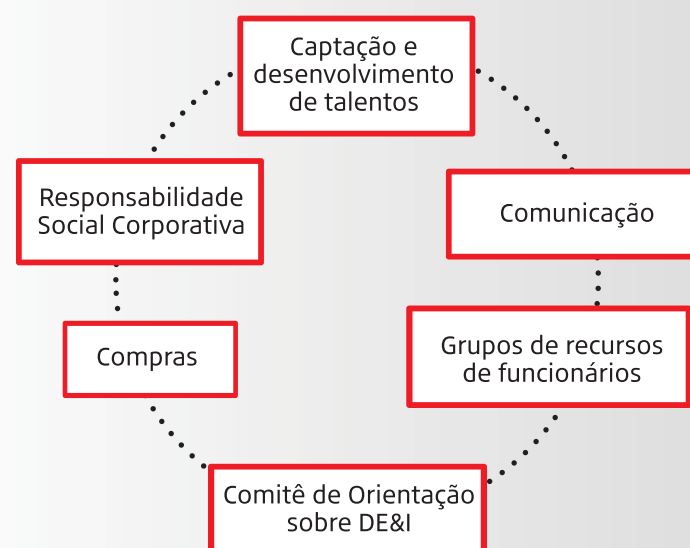 Captação e
desenvolvimento
de talentos
Responsabilidade
Social Corporativa
Comunicação
Compras
Grupos de recursos
de funcionários
Comitê de Orientação
sobre DE&I